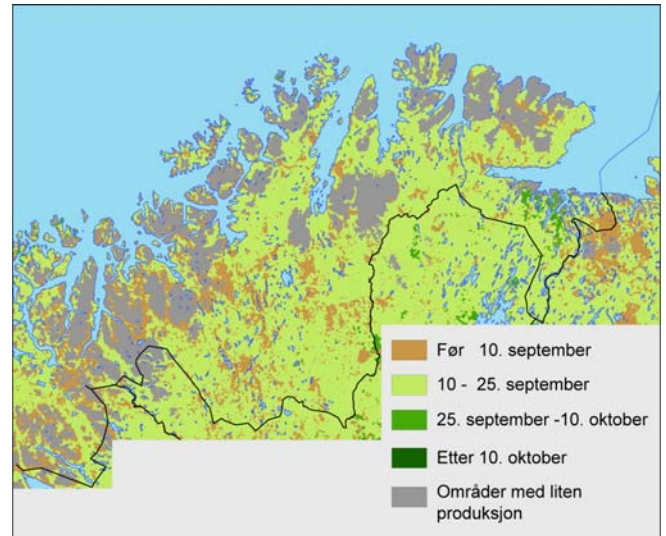 Før 10. september
10 - 25. september
25. september -10. oktober
Etter 10. oktober
Områder med liten
produksjon